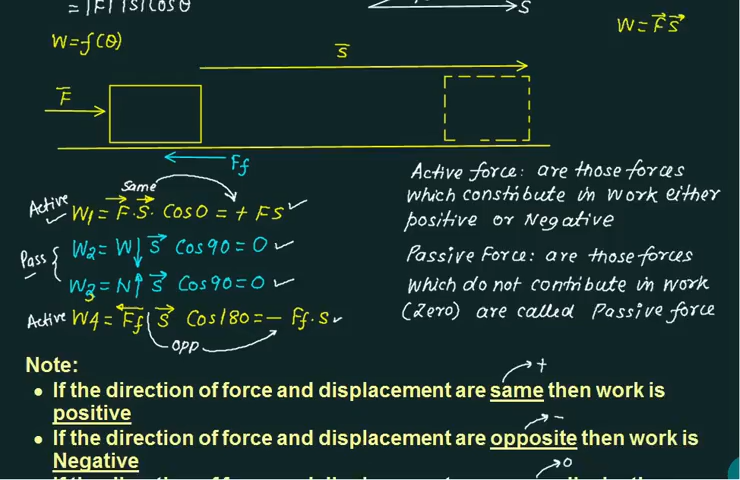 = |F| |S| Cos θ
S
W = f(θ)
W = F⃗ S⃗
S̄
F̄
Ff
Same
Active W1 = F⃗ . S⃗ . Cos 0 = + FS
Pass
W2 = W↓ S⃗ Cos 90 = 0
W3 = N↑ S⃗ Cos 90 = 0
Active W4 = F⃖f S⃗ Cos 180 = – Ff . S
opp
Active force : are those forces
which constribute in work either
positive or Negative
Passive Force : are those forces
which do not contribute in work
(Zero) are called Passive force
Note:
+
• If the direction of force and displacement are same then work is
positive
–
• If the direction of force and displacement are opposite then work is
Negative
0